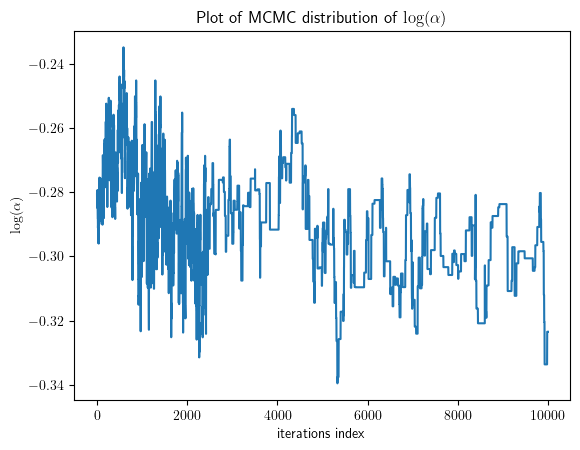 Plot of MCMC distribution of log(α)
−0.24
−0.26
−0.28
−0.30
−0.32
−0.34
log(α)
0 2000 4000 6000 8000 10000
iterations index